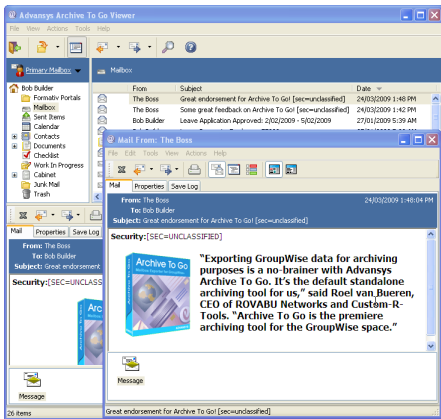 Advansys Archive To Go Viewer
File View Actions Tools Help
Primary Mailbox
Mailbox
Bob Builder
Formativ Portals
Mailbox
Sent Items
Calendar
Contacts
Documents
Checklist
Work In Progress
Cabinet
Junk Mail
Trash
From Subject Date
The Boss Great endorsement for Archive To Go! [sec=unclassified] 24/03/2009 1:48 PM
The Boss Some great feedback on Archive To Go! [sec=unclassified] 24/03/2009 1:42 PM
Bob Builder Leave Application Approved: 2/02/2009 - 5/02/2009 27/01/2009 5:39 AM
Mail Properties Save Log
From: The Boss
To: Bob Builder
Subject: Great endorsement
Security:[SEC=UNCLASS
Arc
Message
26 items
Mail From: The Boss
File Edit Tools View Actions Help
Mail Properties Save Log
From: The Boss 24/03/2009 1:48:04 PM
To: Bob Builder
Subject: Great endorsement for Archive To Go! [sec=unclassified]
Security:[SEC=UNCLASSIFIED]
Archive To Go
"Exporting GroupWise data for archiving
purposes is a no-brainer with Advansys
Archive To Go. It's the default standalone
archiving tool for us," said Roel van Bueren,
CEO of ROVABU Networks and Custom-R-
Tools. "Archive To Go is the premiere
archiving tool for the GroupWise space."
Message
Great endorsement for Archive To Go! [sec=unclassified]